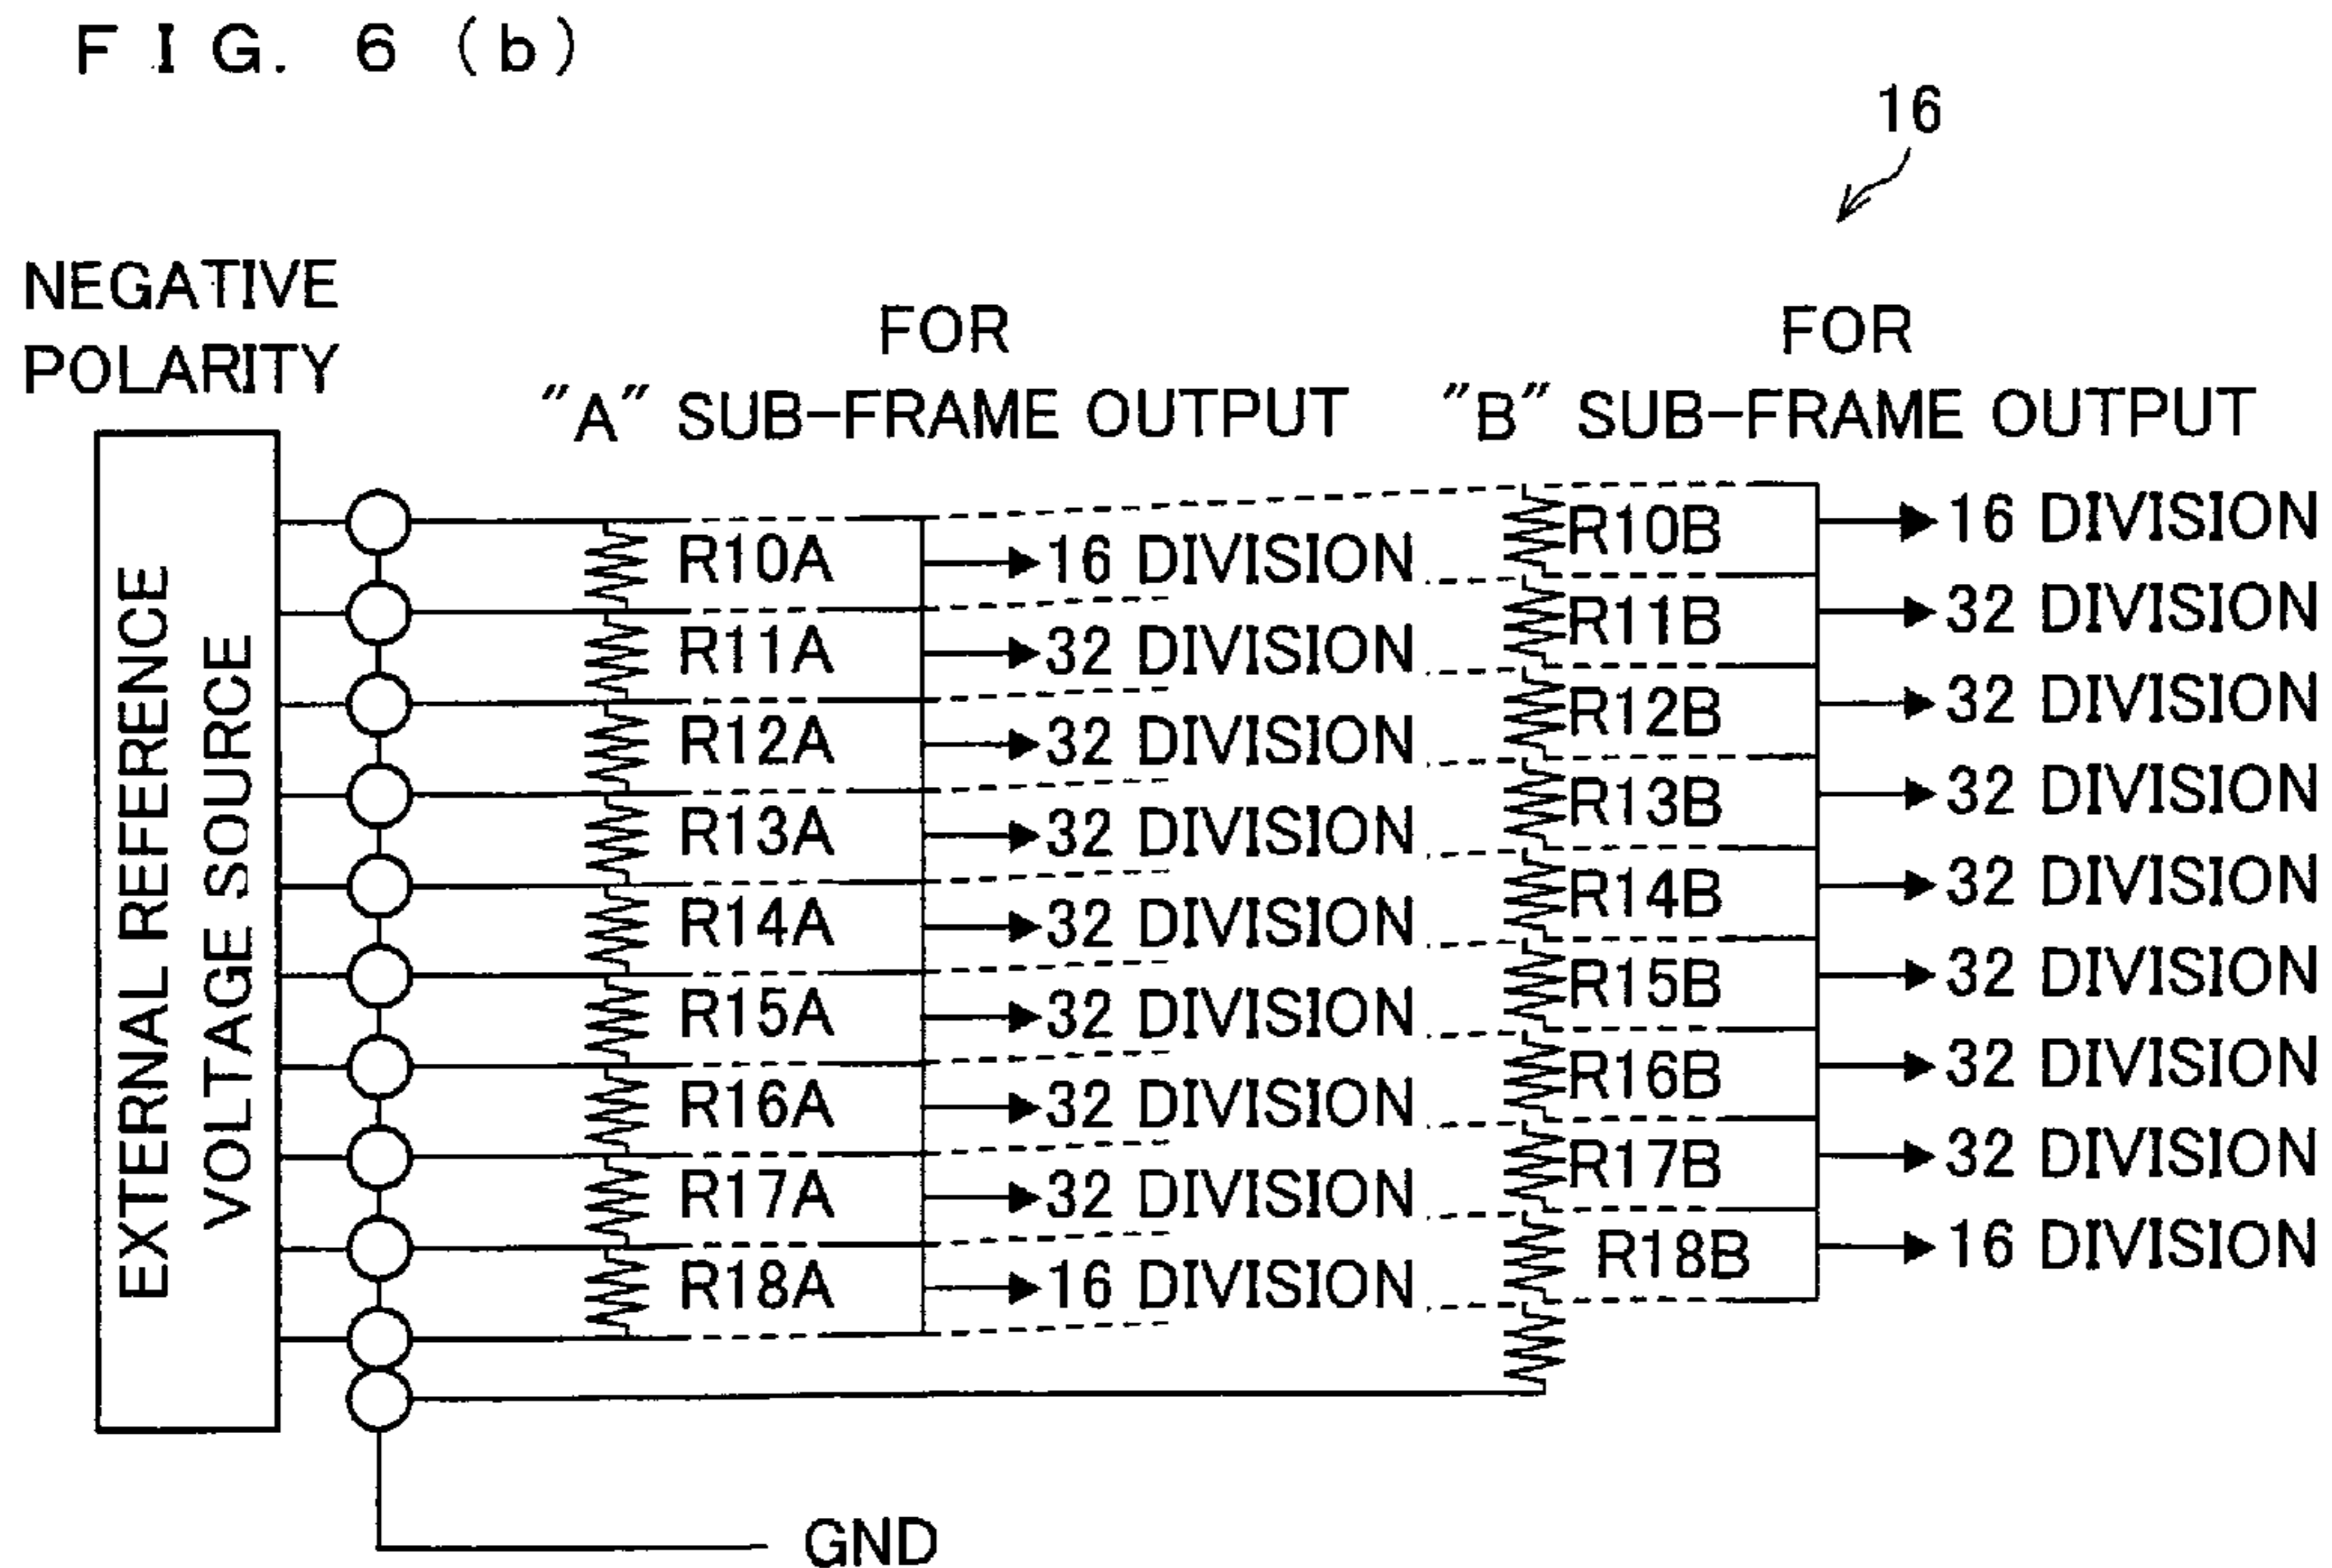 FIG. 6 (b)
16
NEGATIVE
POLARITY
FOR
"A" SUB-FRAME OUTPUT
FOR
"B" SUB-FRAME OUTPUT
EXTERNAL REFERENCE
VOLTAGE SOURCE
R10A 16 DIVISION R10B 16 DIVISION
R11A 32 DIVISION R11B 32 DIVISION
R12A 32 DIVISION R12B 32 DIVISION
R13A 32 DIVISION R13B 32 DIVISION
R14A 32 DIVISION R14B 32 DIVISION
R15A 32 DIVISION R15B 32 DIVISION
R16A 32 DIVISION R16B 32 DIVISION
R17A 32 DIVISION R17B 32 DIVISION
R18A 16 DIVISION R18B 16 DIVISION
GND